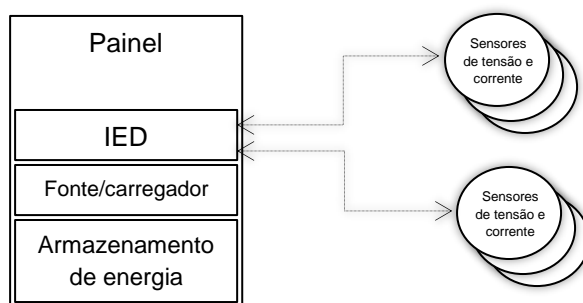 Painel
IED
Fonte/carregador
Armazenamento
de energia
Sensores
de tensão e
corrente
Sensores
de tensão e
corrente